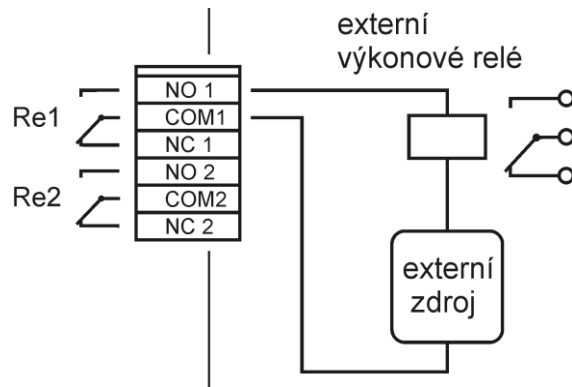 externí
výkonové relé
NO 1
Re1
COM1
NC 1
NO 2
Re2
COM2
NC 2
externí
zdroj